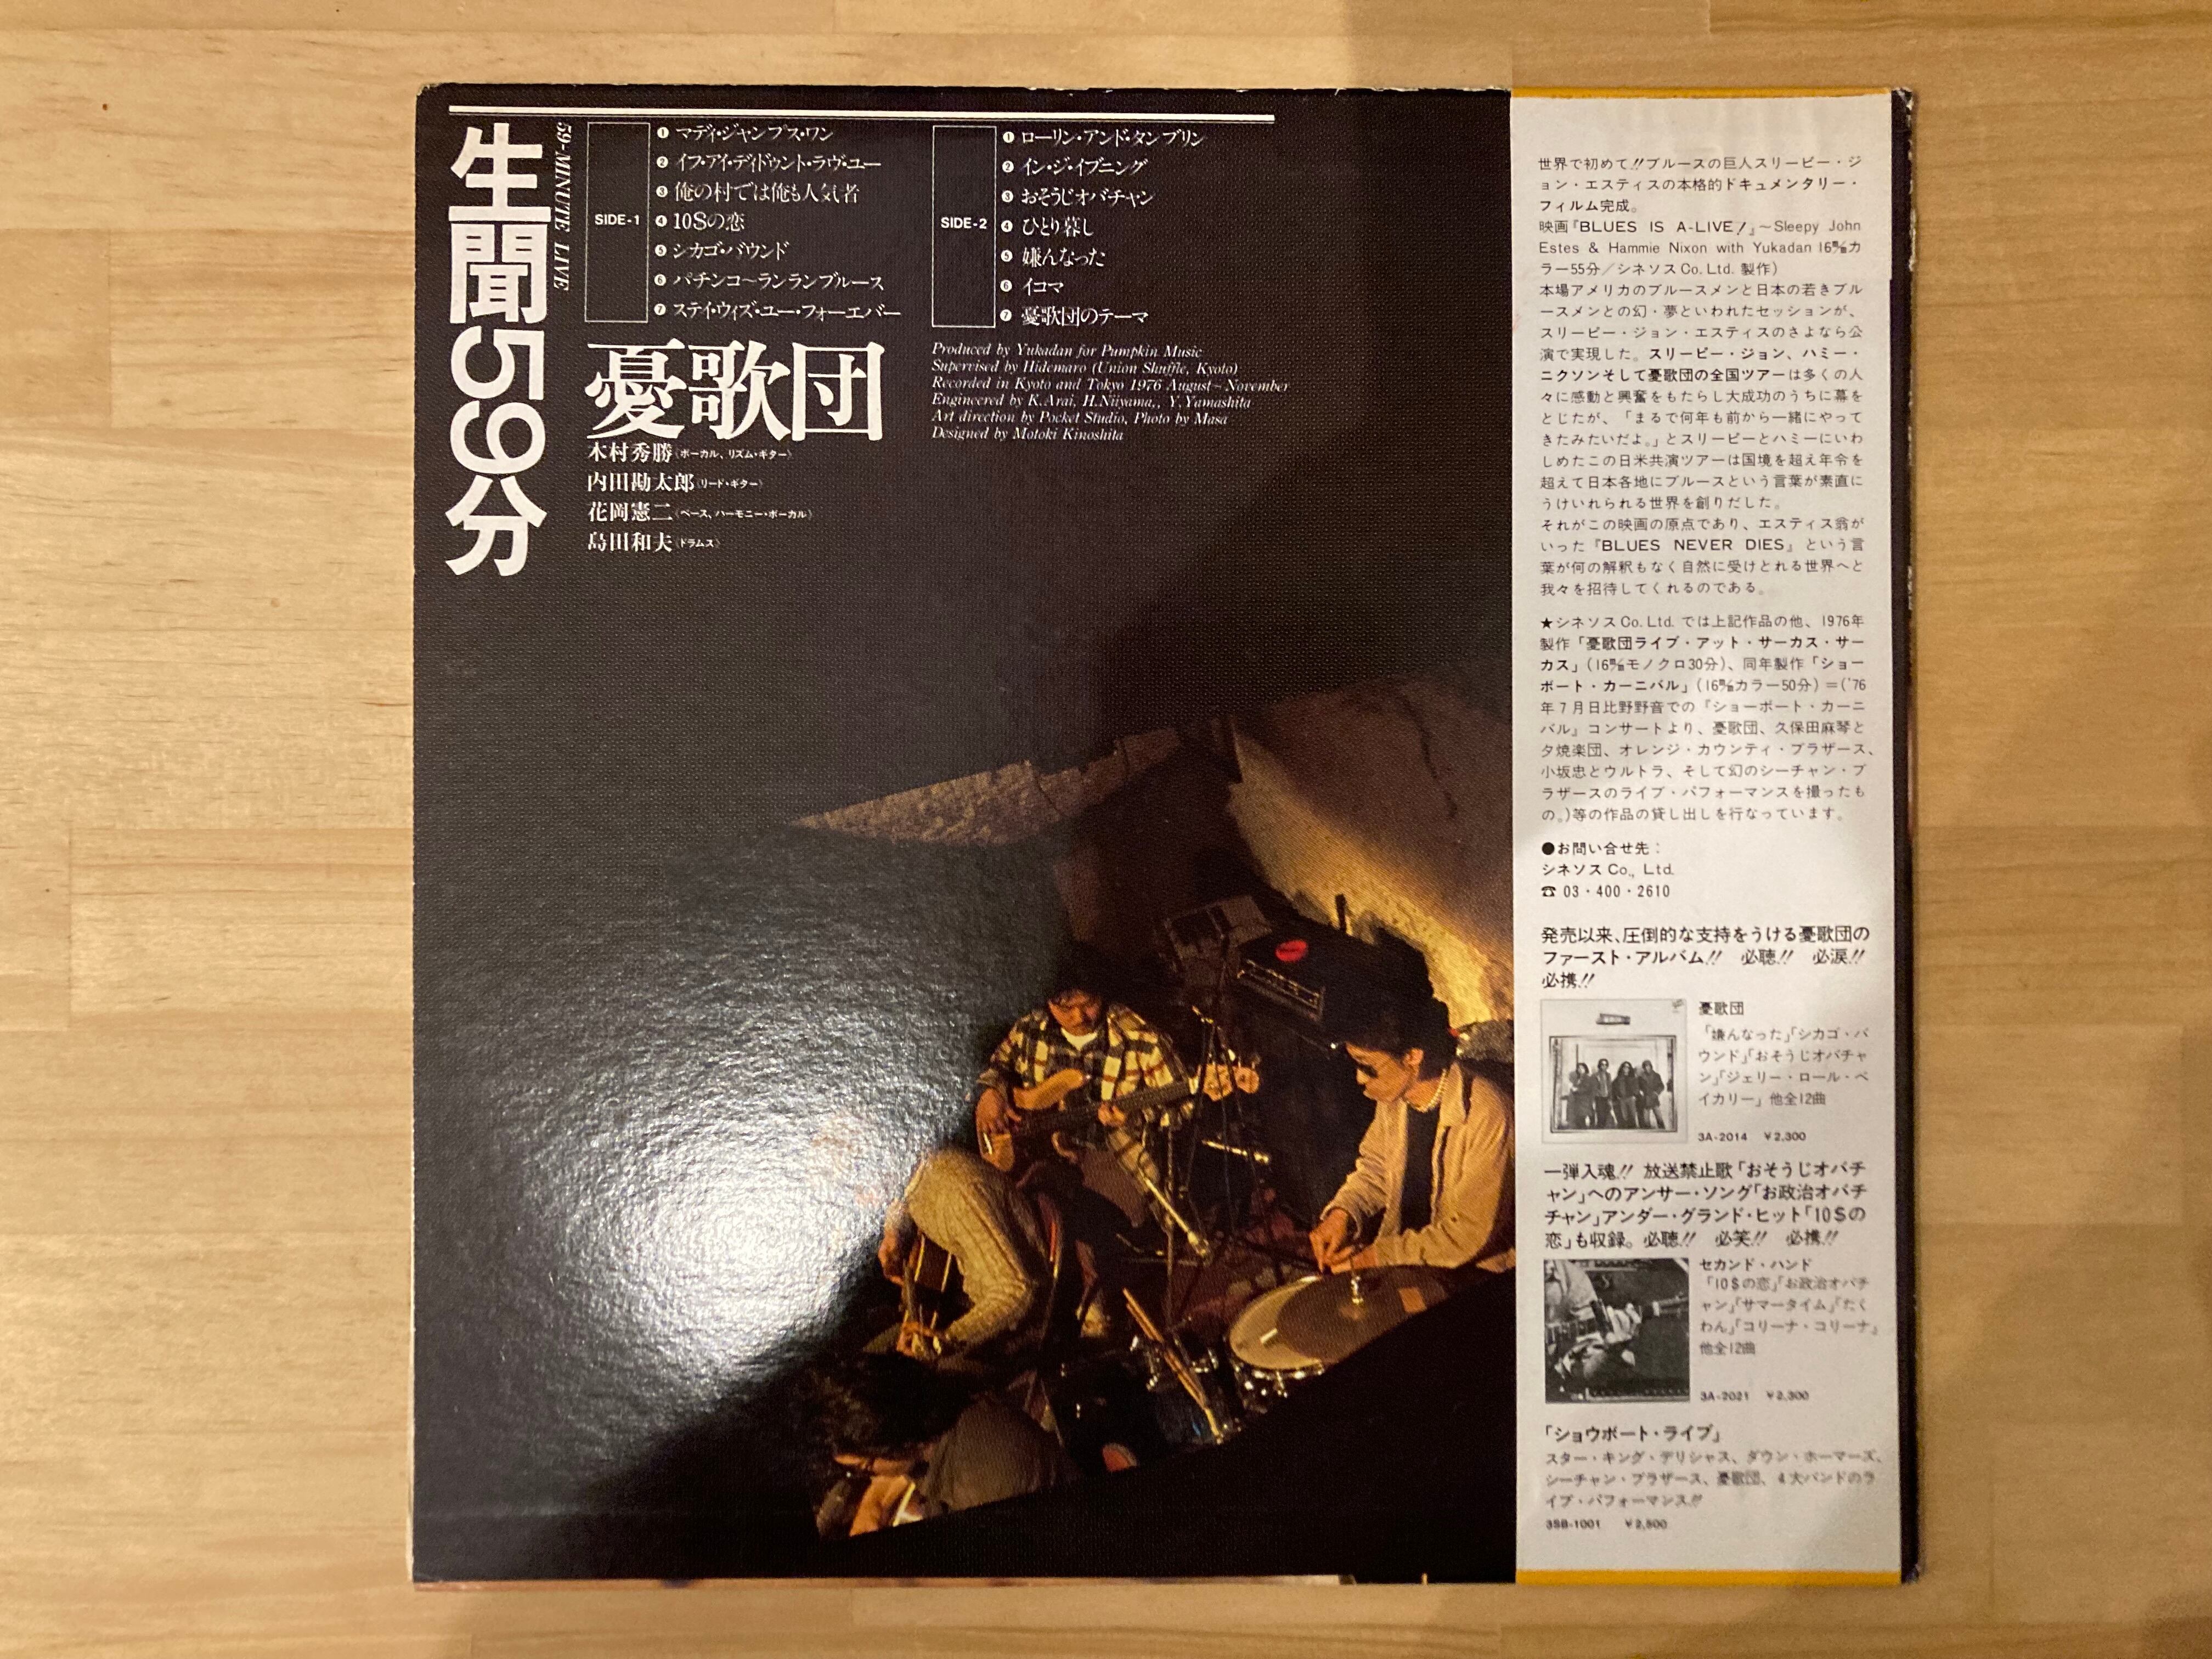 生聞59分
59-MINUTE LIVE
SIDE-1
❶ マディ・ジャンプス・ワン
❷ イフ・アイ・ディドゥント・ラヴ・ユー
❸ 俺の村では俺も人気者
❹ 10$の恋
❺ シカゴ・バウンド
❻ パチンコ〜ランランブルース
❼ ステイ・ウィズ・ユー・フォーエバー
SIDE-2
❶ ローリン・アンド・タンブリン
❷ イン・ジ・イブニング
❸ おそうじオバチャン
❹ ひとり暮し
❺ 嫌んなった
❻ イコマ
❼ 憂歌団のテーマ
憂歌団
木村秀勝《ボーカル、リズム・ギター》
内田勘太郎《リード・ギター》
花岡憲二《ベース、ハーモニー・ボーカル》
島田和夫《ドラムス》
Produced by Yukadan for Pumpkin Music
Supervised by Hidemaro (Union Shuffle, Kyoto)
Recorded in Kyoto and Tokyo 1976 August–November
Engineered by K.Arai, H.Niiyama,, Y.Yamashita
Art direction by Pocket Studio, Photo by Masa
Designed by Motoki Kinoshita
世界で初めて!!ブルースの巨人スリーピー・ジ
ョン・エスティスの本格的ドキュメンタリー・
フィルム完成。
映画『BLUES IS A-LIVE!』〜Sleepy John
Estes & Hammie Nixon with Yukadan 16㍉カ
ラー55分／シネソスCo. Ltd. 製作）
本場アメリカのブルースメンと日本の若きブル
ースメンとの幻・夢といわれたセッションが、
スリーピー・ジョン・エスティスのさよなら公
演で実現した。スリーピー・ジョン、ハミー・
ニクソンそして憂歌団の全国ツアーは多くの人
々に感動と興奮をもたらし大成功のうちに幕を
とじたが、「まるで何年も前から一緒にやって
きたみたいだよ。」とスリーピーとハミーにいわ
しめたこの日米共演ツアーは国境を超え年令を
超えて日本各地にブルースという言葉が素直に
うけいれられる世界を創りだした。
それがこの映画の原点であり、エスティス翁が
いった『BLUES NEVER DIES』という言
葉が何の解釈もなく自然に受けとれる世界へと
我々を招待してくれるのである。
★シネソスCo. Ltd. では上記作品の他、1976年
製作「憂歌団ライブ・アット・サーカス・サー
カス」（16㍉モノクロ30分）、同年製作「ショー
ボート・カーニバル」（16㍉カラー50分）＝（'76
年7月日比野野音での『ショーボート・カーニ
バル』コンサートより、憂歌団、久保田麻琴と
夕焼楽団、オレンジ・カウンティ・ブラザース、
小坂忠とウルトラ、そして幻のシーチャン・ブ
ラザースのライブ・パフォーマンスを撮ったも
の。）等の作品の貸し出しを行なっています。
●お問い合せ先：
シネソス Co., Ltd.
☎ 03・400・2610
発売以来、圧倒的な支持をうける憂歌団の
ファースト・アルバム!! 必聴!! 必涙!!
必携!!
憂歌団
「嫌んなった」「シカゴ・バ
ウンド」「おそうじオバチャ
ン」「ジェリー・ロール・ベ
イカリー」他全12曲
3A-2014 ￥2,300
一弾入魂!! 放送禁止歌「おそうじオバチ
ャン」へのアンサー・ソング「お政治オバ
チャン」アンダー・グランド・ヒット「10$の
恋」も収録。必聴!! 必笑!! 必携!!
セカンド・ハンド
「10$の恋」「お政治オバチ
ャン」「サマータイム」「たく
わん」「コリーナ・コリーナ」
他全12曲
3A-2021 ￥2,300
「ショウボート・ライブ」
スター・キング・デリシャス、ダウン・ホーマーズ、
シーチャン・ブラザース、憂歌団、4大バンドのラ
イブ・パフォーマンス!!
3SB-1001 ￥2,500